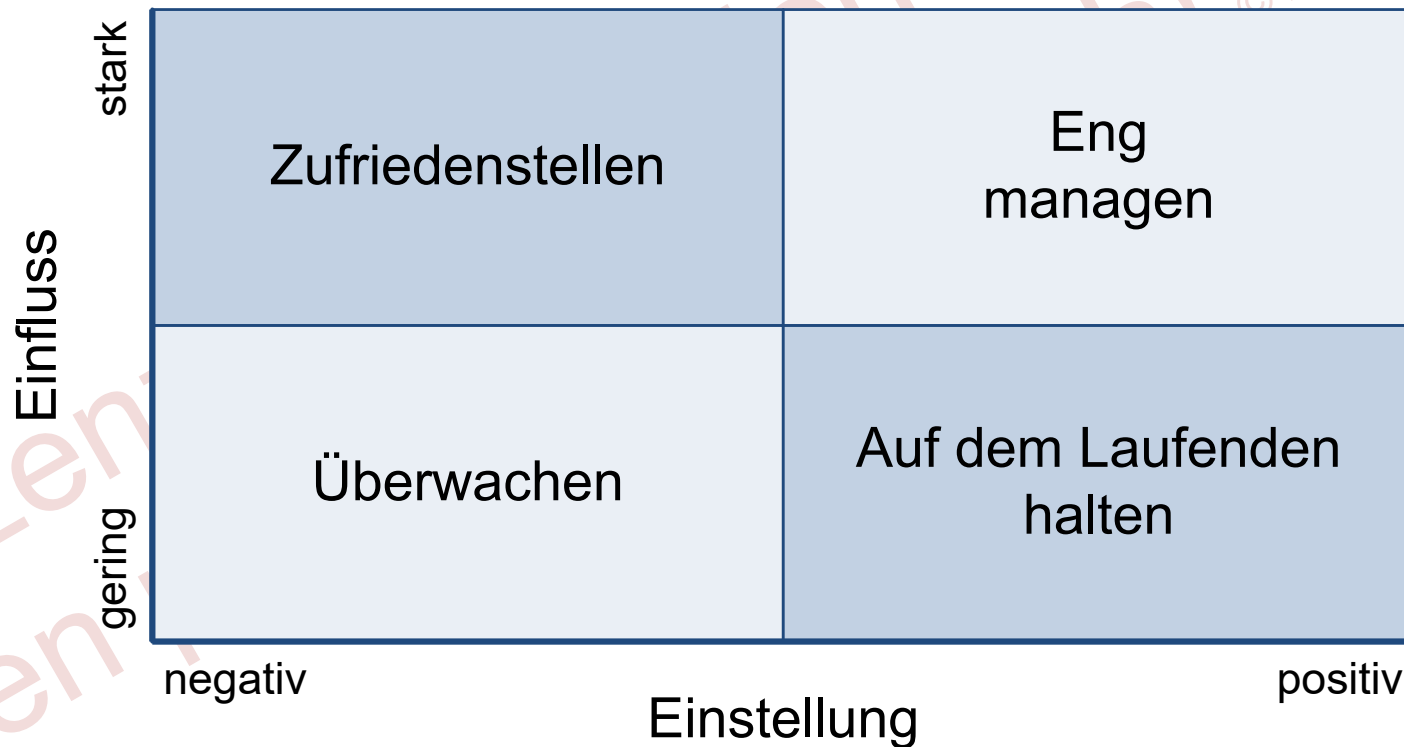 stark
Zufriedenstellen
Eng
managen
Einfluss
Überwachen
Auf dem Laufenden
halten
gering
negativ
positiv
Einstellung